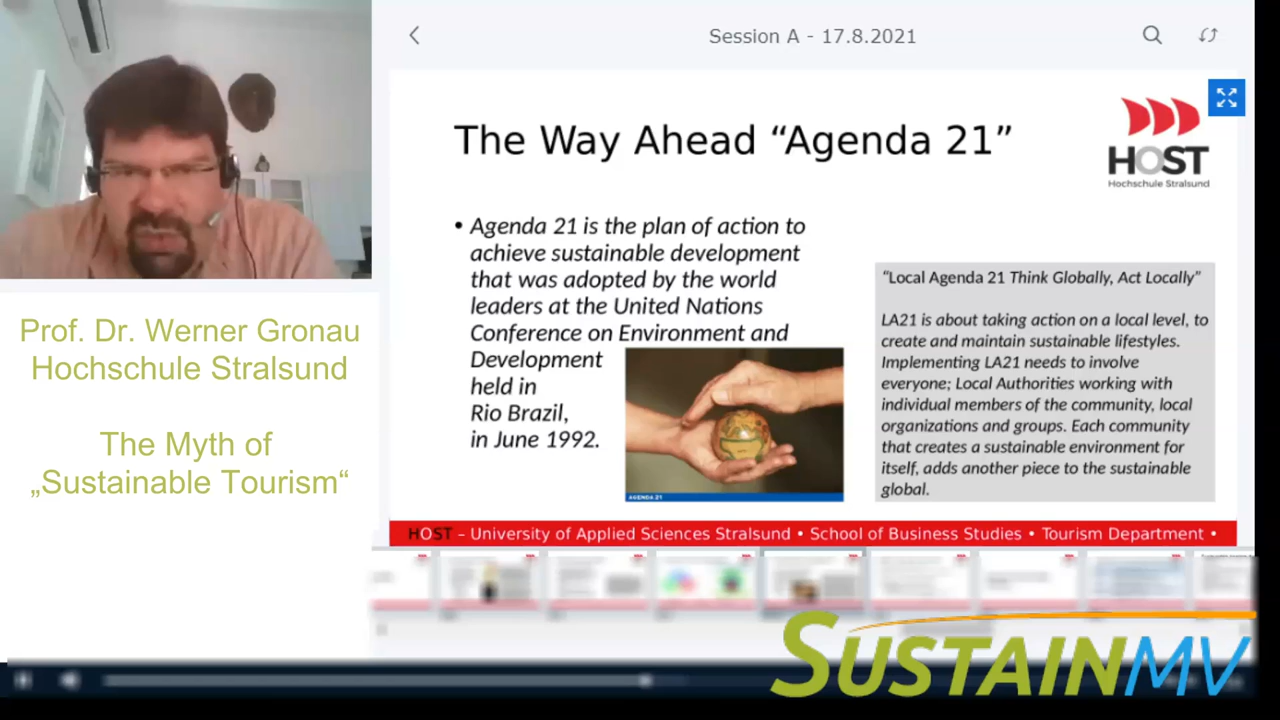 Session A - 17.8.2021
The Way Ahead “Agenda 21”
HOST
Hochschule Stralsund
• Agenda 21 is the plan of action to
achieve sustainable development
that was adopted by the world
leaders at the United Nations
Conference on Environment and
Development
held in
Rio Brazil,
in June 1992.
AGENDA 21
“Local Agenda 21 Think Globally, Act Locally”
LA21 is about taking action on a local level, to
create and maintain sustainable lifestyles.
Implementing LA21 needs to involve
everyone; Local Authorities working with
individual members of the community, local
organizations and groups. Each community
that creates a sustainable environment for
itself, adds another piece to the sustainable
global.
HOST – University of Applied Sciences Stralsund • School of Business Studies • Tourism Department •
Prof. Dr. Werner Gronau
Hochschule Stralsund
The Myth of
„Sustainable Tourism“
SUSTAINMV